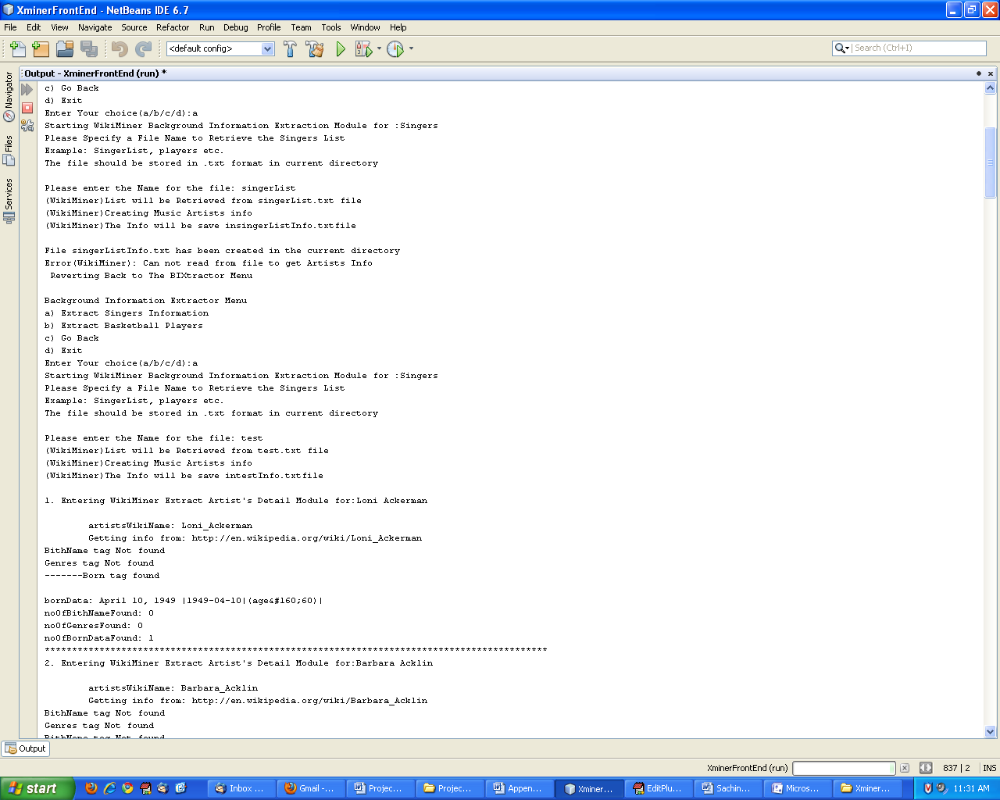 XminerFrontEnd - NetBeans IDE 6.7
File Edit View Navigate Source Refactor Run Debug Profile Team Tools Window Help
<default config> Search (Ctrl+I)
Output - XminerFrontEnd (run) *
Navigator
Files
Services
c) Go Back
d) Exit
Enter Your choice(a/b/c/d):a
Starting WikiMiner Background Information Extraction Module for :Singers
Please Specify a File Name to Retrieve the Singers List
Example: SingerList, players etc.
The file should be stored in .txt format in current directory
Please enter the Name for the file: singerList
(WikiMiner)List will be Retrieved from singerList.txt file
(WikiMiner)Creating Music Artists info
(WikiMiner)The Info will be save insingerListInfo.txtfile
File singerListInfo.txt has been created in the current directory
Error(WikiMiner): Can not read from file to get Artists Info
Reverting Back to The BIXtractor Menu
Background Information Extractor Menu
a) Extract Singers Information
b) Extract Basketball Players
c) Go Back
d) Exit
Enter Your choice(a/b/c/d):a
Starting WikiMiner Background Information Extraction Module for :Singers
Please Specify a File Name to Retrieve the Singers List
Example: SingerList, players etc.
The file should be stored in .txt format in current directory
Please enter the Name for the file: test
(WikiMiner)List will be Retrieved from test.txt file
(WikiMiner)Creating Music Artists info
(WikiMiner)The Info will be save intestInfo.txtfile
1. Entering WikiMiner Extract Artist's Detail Module for:Loni Ackerman
artistsWikiName: Loni_Ackerman
Getting info from: http://en.wikipedia.org/wiki/Loni_Ackerman
BithName tag Not found
Genres tag Not found
-------Born tag found
bornData: April 10, 1949 |1949-04-10|(age&#160;60)|
noOfBithNameFound: 0
noOfGenresFound: 0
noOfBornDataFound: 1
********************************************************************************************
2. Entering WikiMiner Extract Artist's Detail Module for:Barbara Acklin
artistsWikiName: Barbara_Acklin
Getting info from: http://en.wikipedia.org/wiki/Barbara_Acklin
BithName tag Not found
Genres tag Not found
BithName tag Not found
Output
XminerFrontEnd (run) 837 | 2 INS
start Inbox ... Gmail -... Projec... Projec... Appen... Xminer... EditPlu... Sachin... Micros... Xminer... 11:31 AM